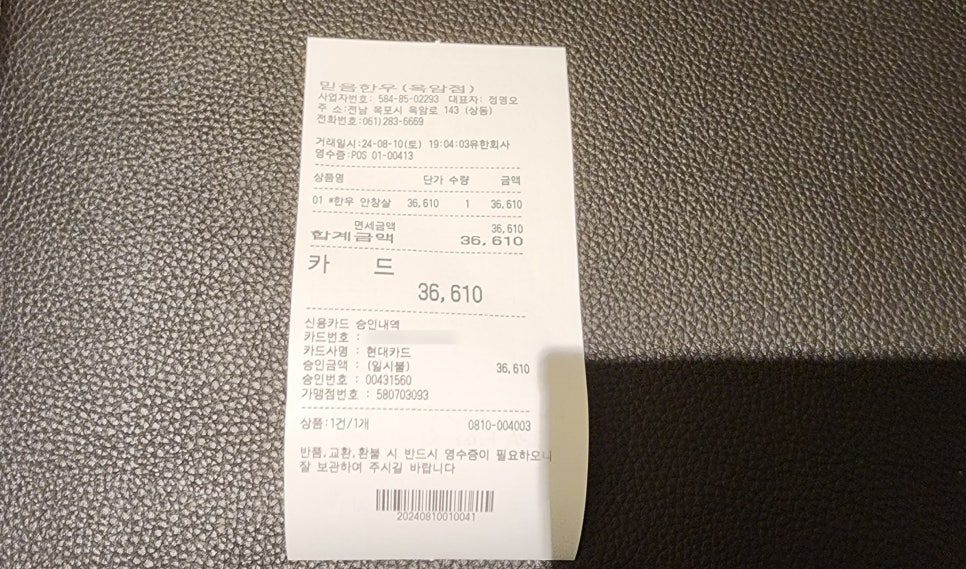 믿음한우(옥암점)
사업자번호: 584-85-02293 대표자: 정명오
주 소:전남 목포시 옥암로 143 (상동)
전화번호:061)283-6669
거래일시:24-08-10(토) 19:04:03유한회사
영수증:POS 01-00413
상품명 단가 수량 금액
01 *한우 안창살 36,610 1 36,610
면세금액 36,610
합계금액 36,610
카 드
36,610
신용카드 승인내역
카드번호 :
카드사명 : 현대카드
승인금액 : (일시불) 36,610
승인번호 : 00431560
가맹점번호 : 580703093
상품:1건/1개 0810-004003
반품,교환,환불 시 반드시 영수증이 필요하오니
잘 보관하여 주시길 바랍니다
20240810010041